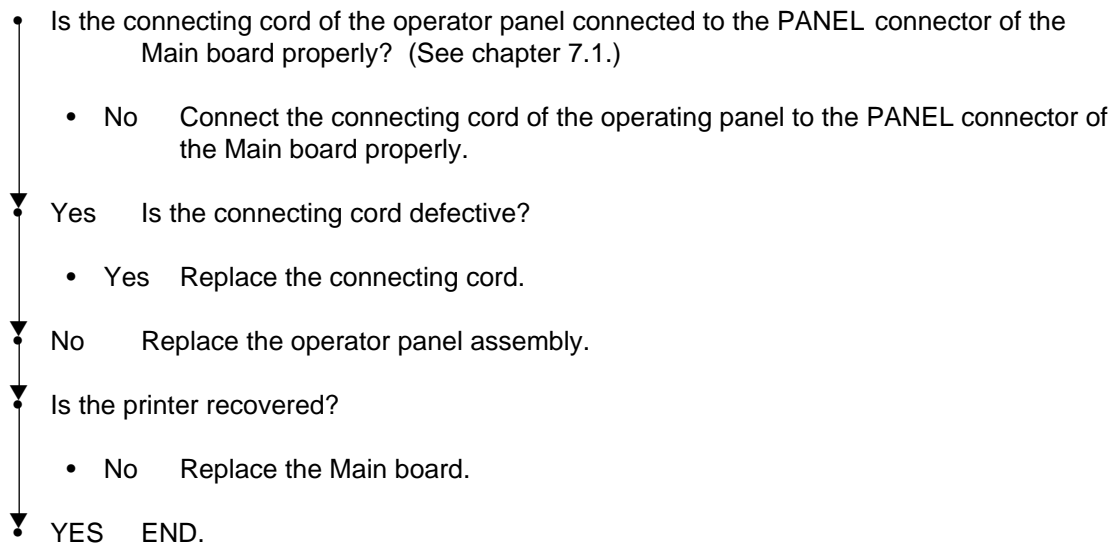 • Is the connecting cord of the operator panel connected to the PANEL connector of the
Main board properly? (See chapter 7.1.)
• No Connect the connecting cord of the operating panel to the PANEL connector of
the Main board properly.
• Yes Is the connecting cord defective?
• Yes Replace the connecting cord.
• No Replace the operator panel assembly.
• Is the printer recovered?
• No Replace the Main board.
• YES END.